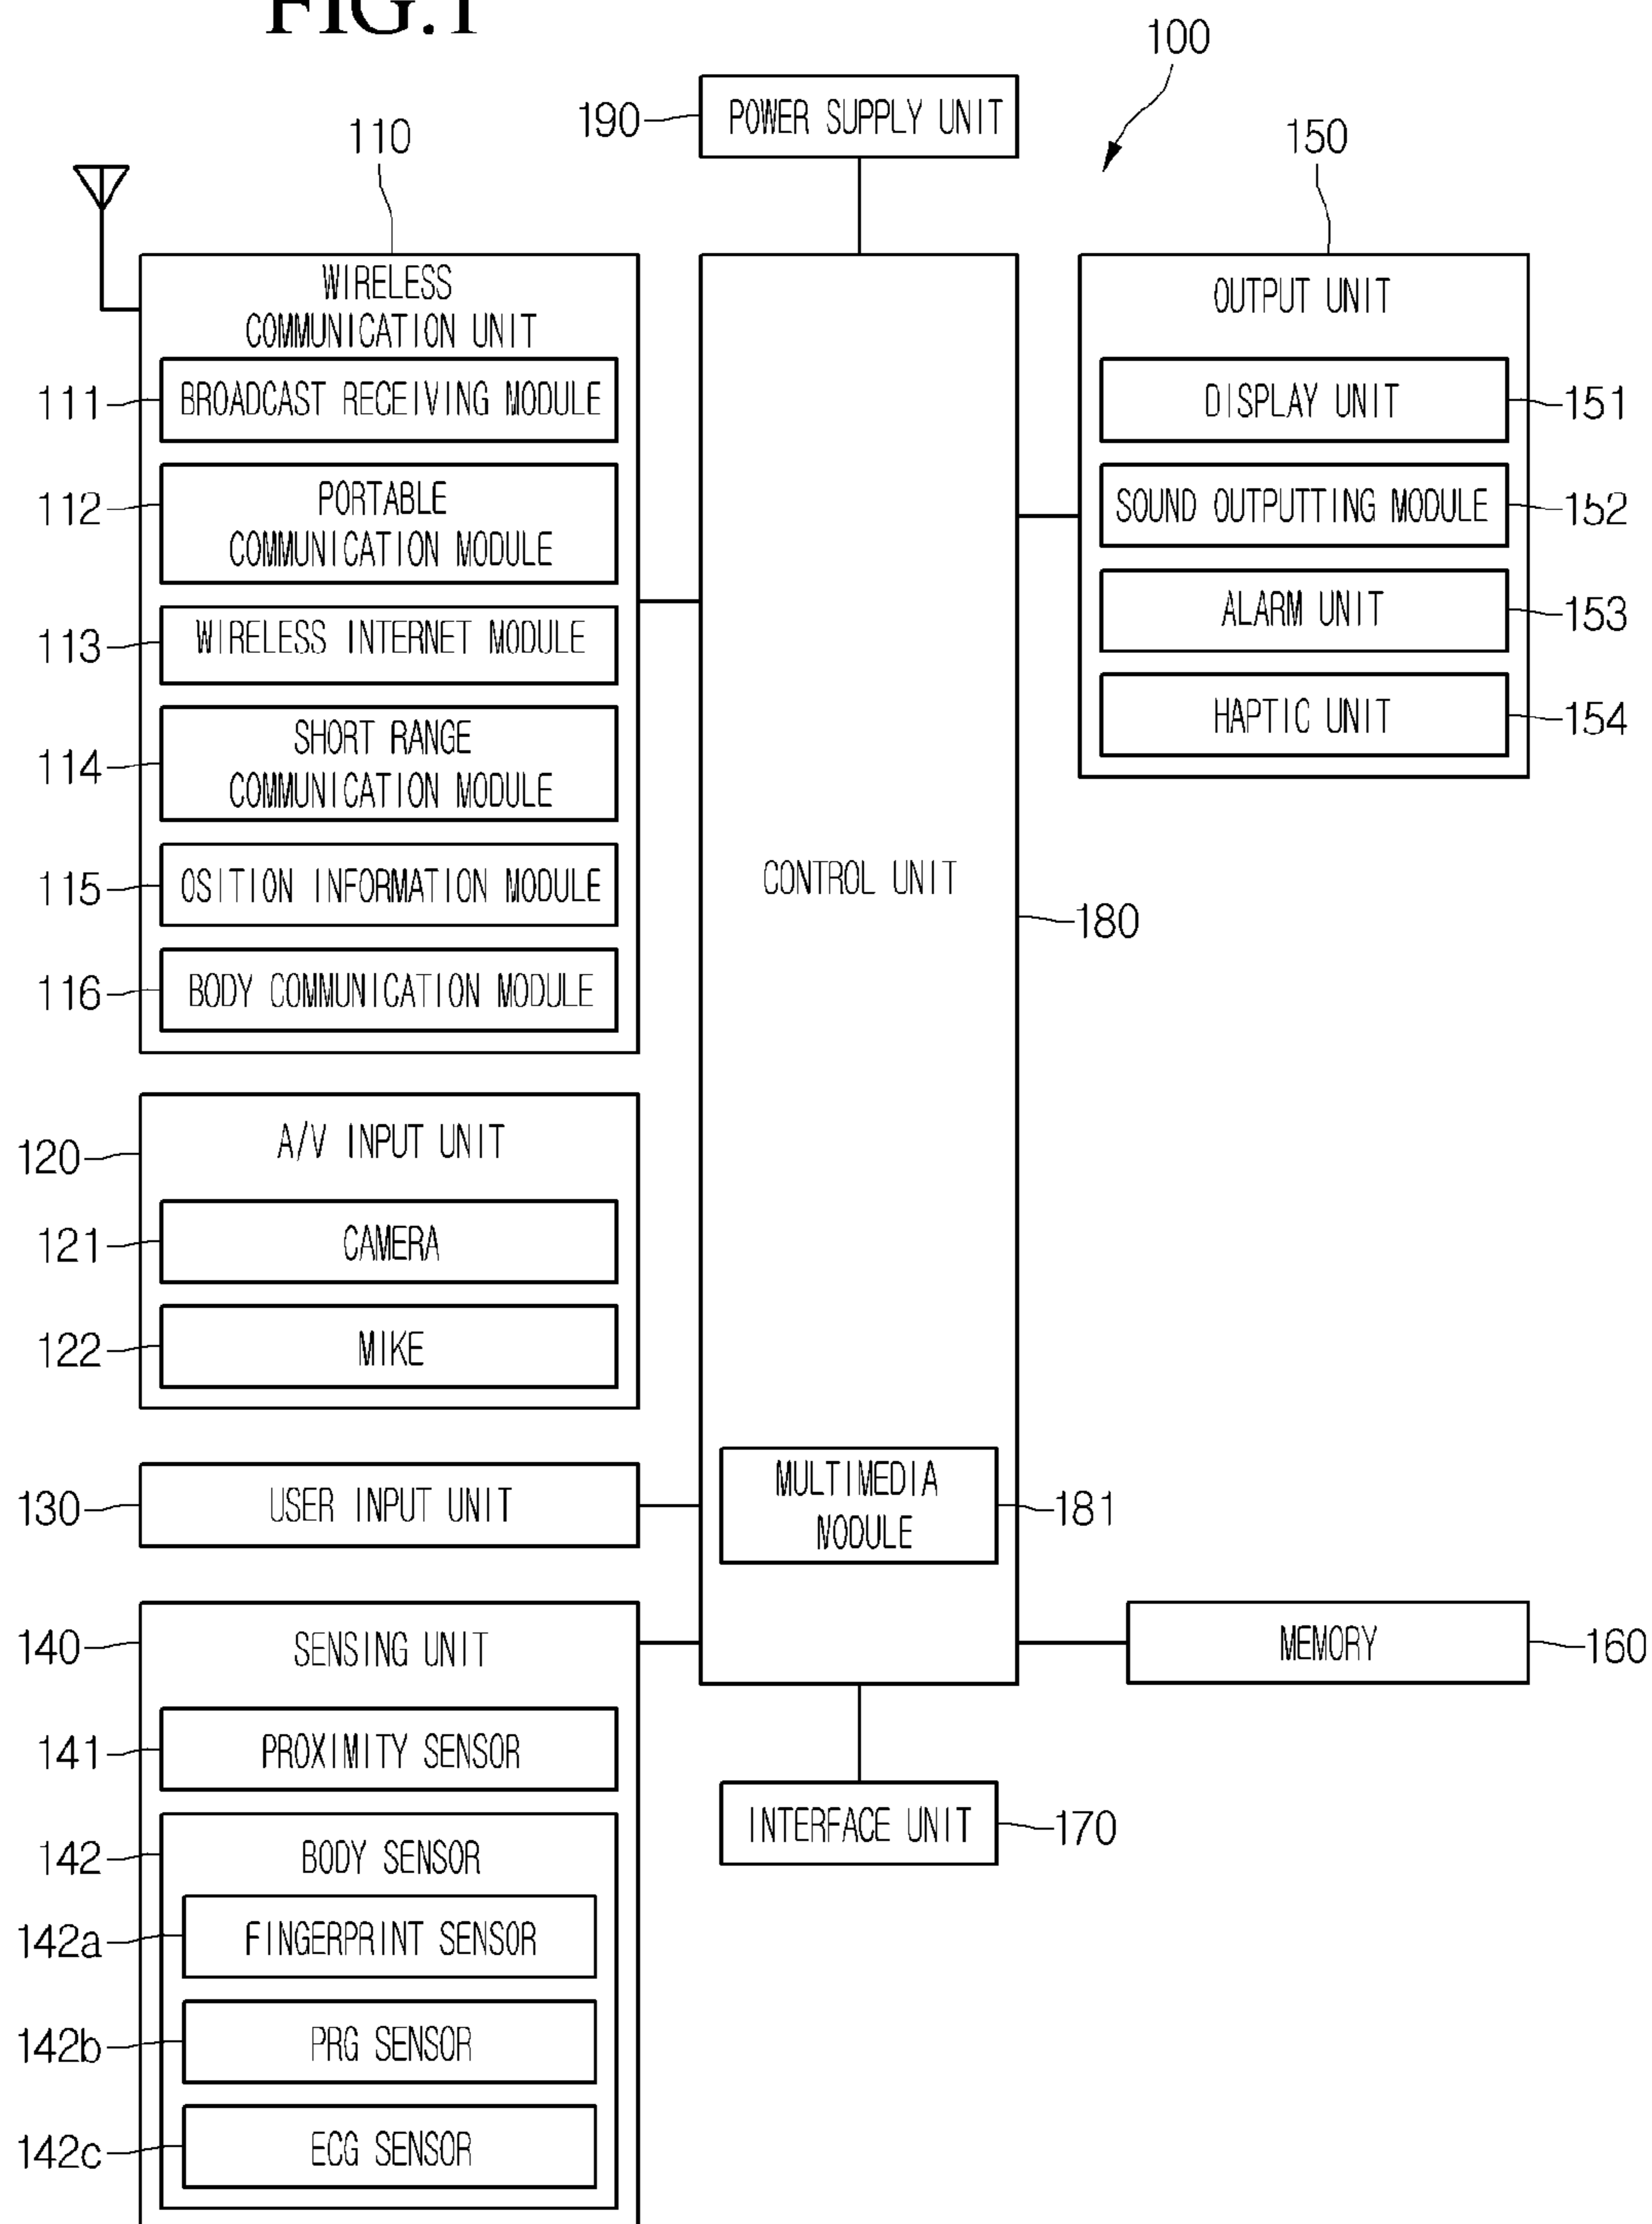 FIG.1
100
190
POWER SUPPLY UNIT
110
150
WIRELESS
COMMUNICATION UNIT
111
BROADCAST RECEIVING MODULE
112
PORTABLE
COMMUNICATION MODULE
113
WIRELESS INTERNET MODULE
114
SHORT RANGE
COMMUNICATION MODULE
115
OSITION INFORMATION MODULE
116
BODY COMMUNICATION MODULE
120
A/V INPUT UNIT
121
CAMERA
122
MIKE
130
USER INPUT UNIT
140
SENSING UNIT
141
PROXIMITY SENSOR
142
BODY SENSOR
142a
FINGERPRINT SENSOR
142b
PRG SENSOR
142c
ECG SENSOR
CONTROL UNIT
180
MULTIMEDIA
MODULE
181
INTERFACE UNIT
170
OUTPUT UNIT
DISPLAY UNIT
151
SOUND OUTPUTTING MODULE
152
ALARM UNIT
153
HAPTIC UNIT
154
MEMORY
160